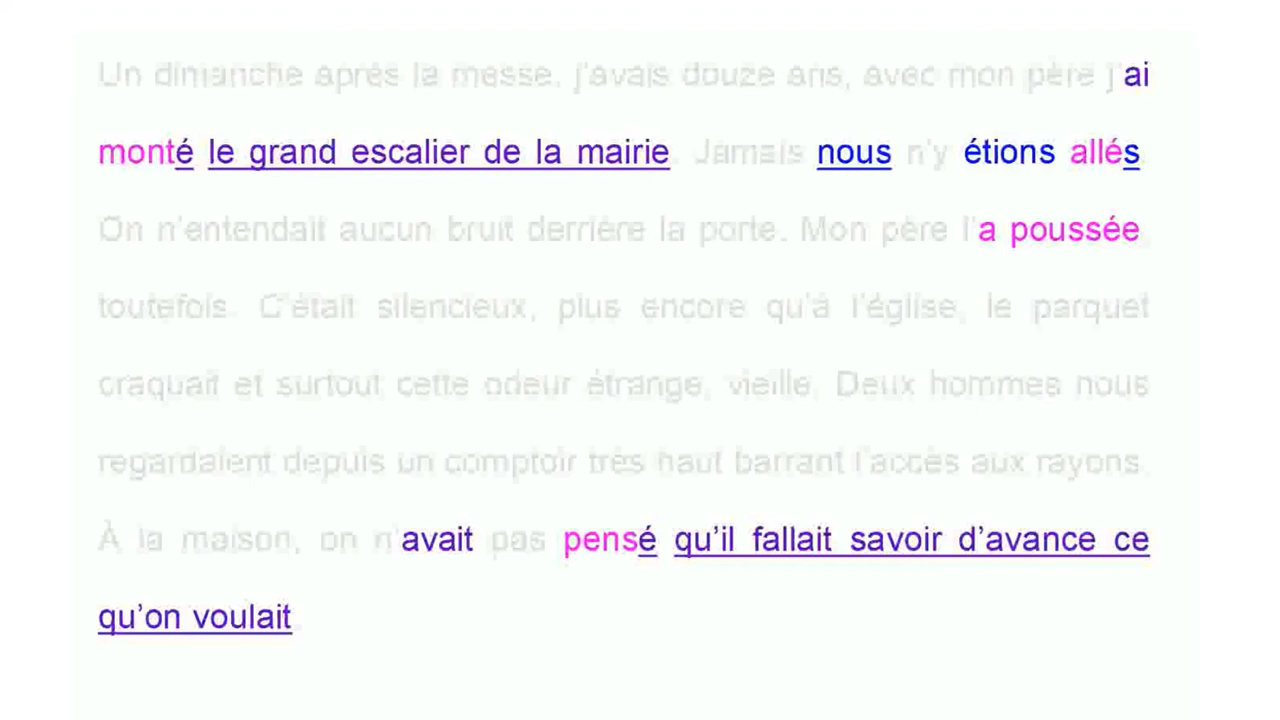 Un dimanche après la messe, j'avais douze ans, avec mon père j'ai
monté le grand escalier de la mairie. Jamais nous n'y étions allés
On n'entendait aucun bruit derrière la porte. Mon père l'a poussée
toutefois. C'était silencieux, plus encore qu'à l'église, le parquet
craquait et surtout cette odeur étrange, vieille. Deux hommes nous
regardaient depuis un comptoir très haut barrant l'accès aux rayons.
À la maison, on n'avait pas pensé qu’il fallait savoir d’avance ce
qu’on voulait.